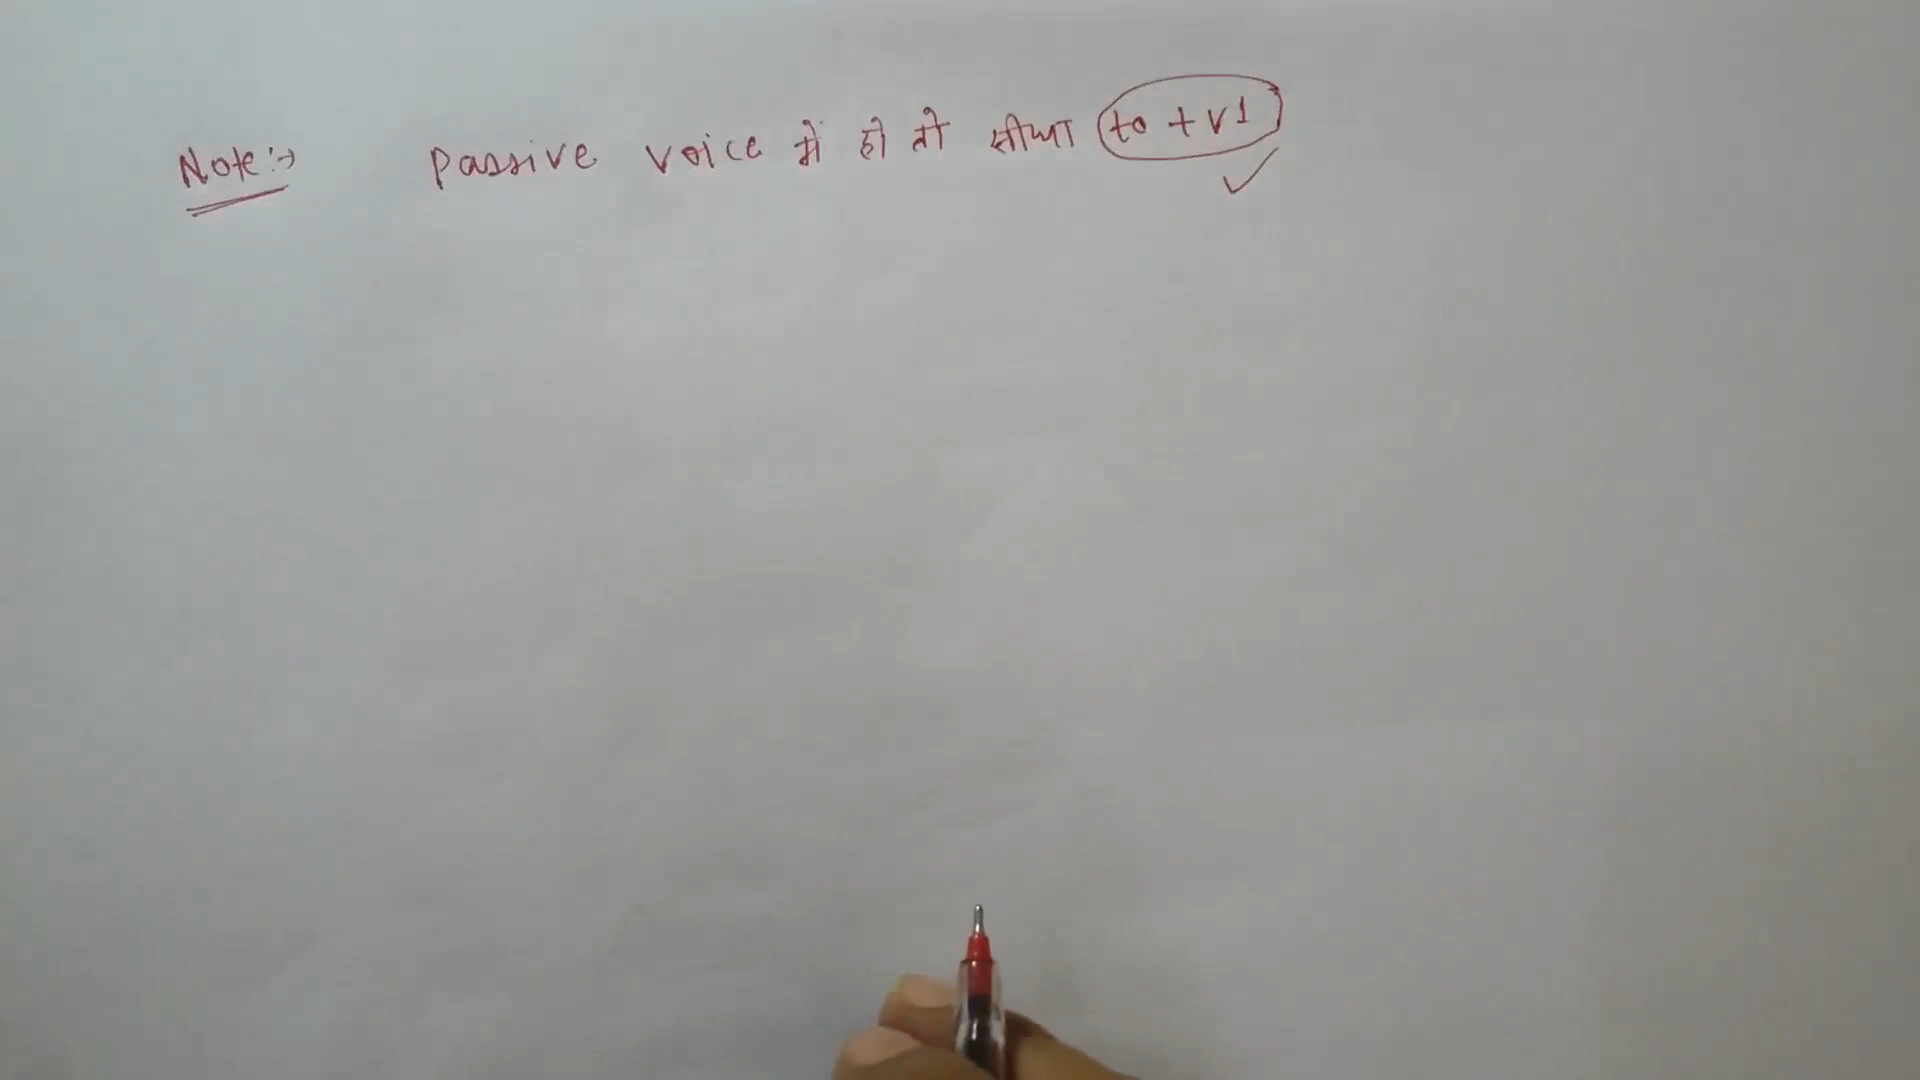 Note:→ Passive voice में हो तो सीधा to + v1 ✓